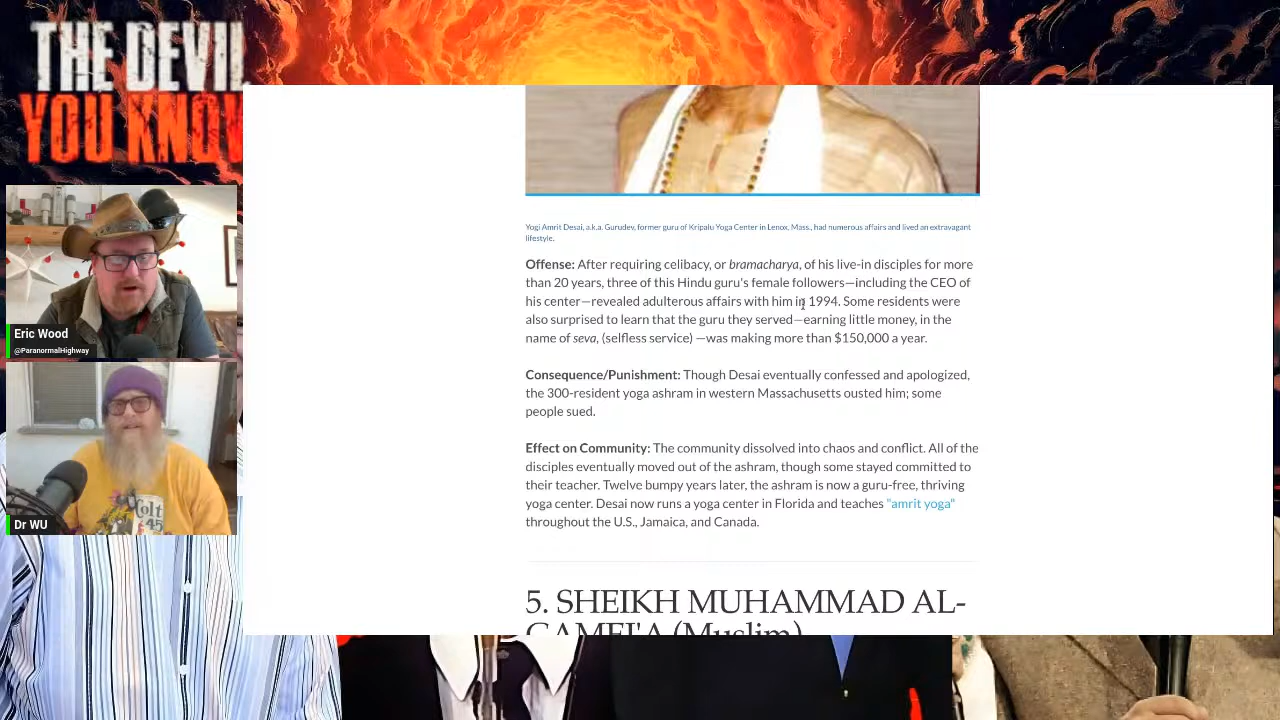 THE DEVIL
YOU KNOW
Eric Wood
@ParanormalHighway
Colt
45
Dr WU
Yogi Amrit Desai, a.k.a. Gurudev, former guru of Kripalu Yoga Center in Lenox, Mass., had numerous affairs and lived an extravagant
lifestyle.
Offense: After requiring celibacy, or bramacharya, of his live-in disciples for more
than 20 years, three of this Hindu guru's female followers—including the CEO of
his center—revealed adulterous affairs with him in 1994. Some residents were
also surprised to learn that the guru they served—earning little money, in the
name of seva, (selfless service) —was making more than $150,000 a year.
Consequence/Punishment: Though Desai eventually confessed and apologized,
the 300-resident yoga ashram in western Massachusetts ousted him; some
people sued.
Effect on Community: The community dissolved into chaos and conflict. All of the
disciples eventually moved out of the ashram, though some stayed committed to
their teacher. Twelve bumpy years later, the ashram is now a guru-free, thriving
yoga center. Desai now runs a yoga center in Florida and teaches "amrit yoga"
throughout the U.S., Jamaica, and Canada.
5. SHEIKH MUHAMMAD AL-
GAMEI'A (Muslim)